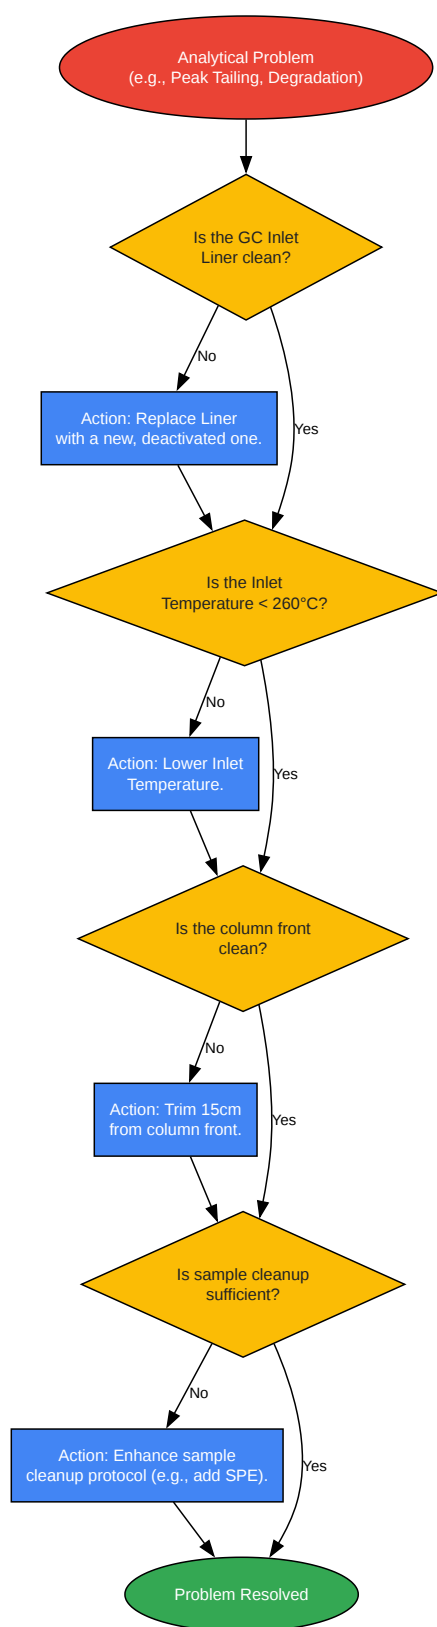 Analytical Problem
(e.g., Peak Tailing, Degradation)
Is the GC Inlet
Liner clean?
No
Yes
Action: Replace Liner
with a new, deactivated one.
Is the Inlet
Temperature < 260°C?
No
Yes
Action: Lower Inlet
Temperature.
Is the column front
clean?
No
Yes
Action: Trim 15cm
from column front.
Is sample cleanup
sufficient?
No
Yes
Action: Enhance sample
cleanup protocol (e.g., add SPE).
Problem Resolved